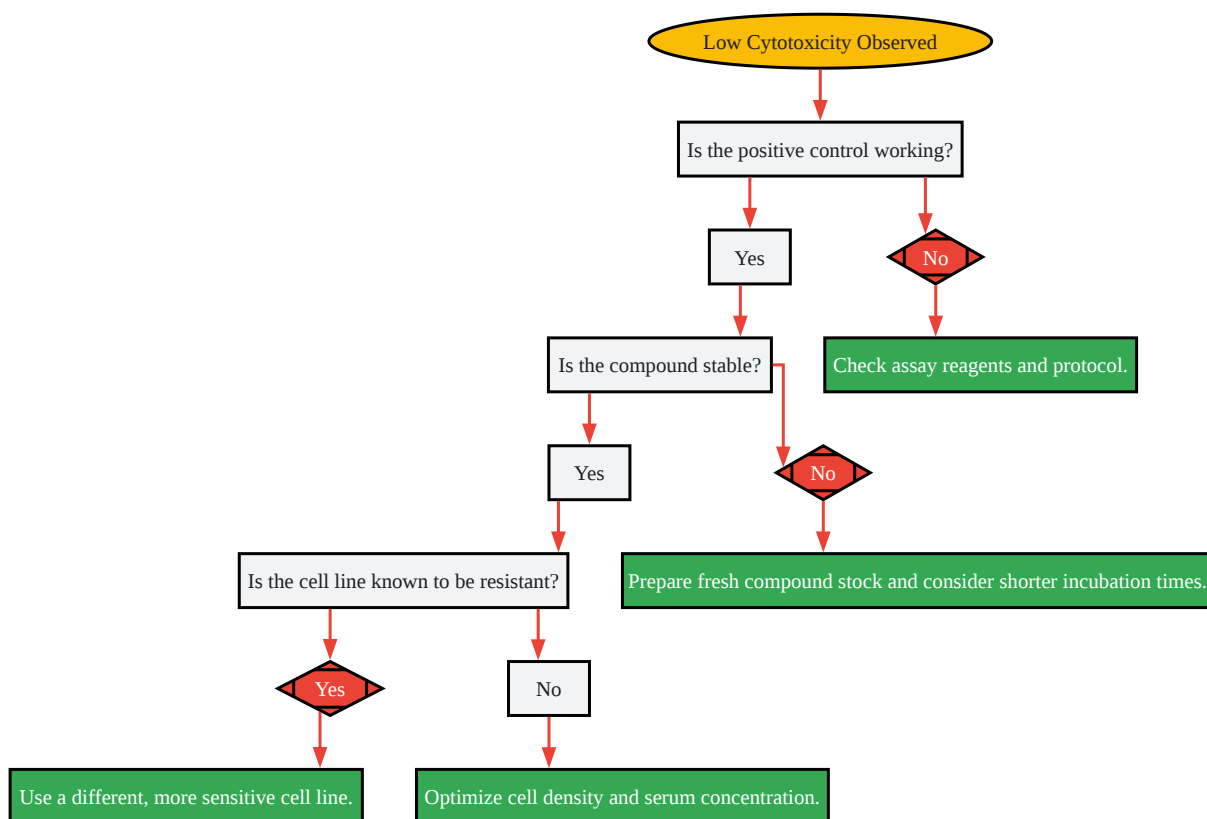 Low Cytotoxicity Observed
Is the positive control working?
Yes
No
Is the compound stable?
Check assay reagents and protocol.
Yes
No
Is the cell line known to be resistant?
Prepare fresh compound stock and consider shorter incubation times.
Yes
No
Use a different, more sensitive cell line.
Optimize cell density and serum concentration.